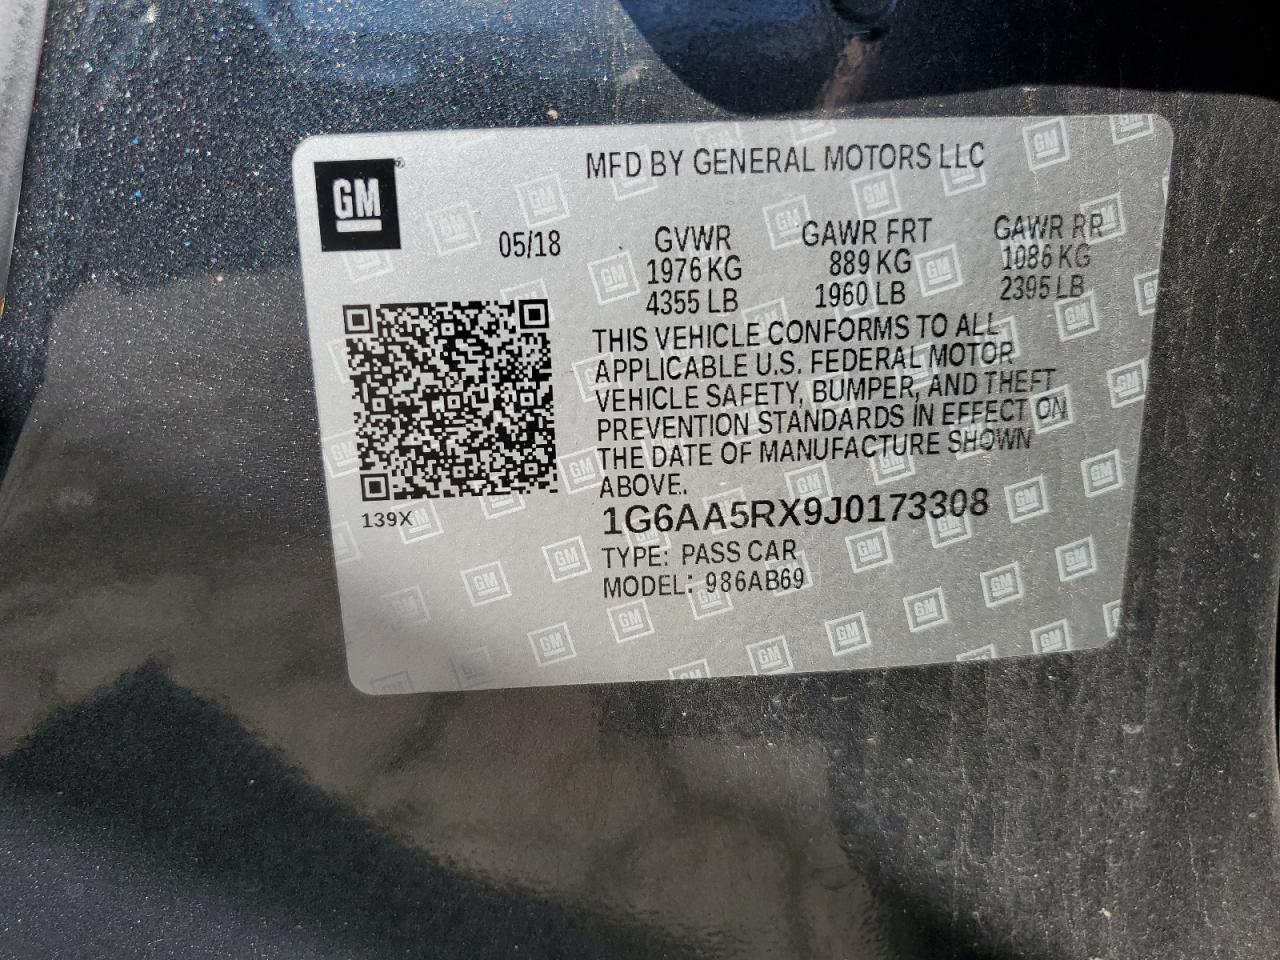 GM ®
MFD BY GENERAL MOTORS LLC
05/18
GVWR GAWR FRT GAWR RR
1976 KG 889 KG 1086 KG
4355 LB 1960 LB 2395 LB
THIS VEHICLE CONFORMS TO ALL
APPLICABLE U.S. FEDERAL MOTOR
VEHICLE SAFETY, BUMPER, AND THEFT
PREVENTION STANDARDS IN EFFECT ON
THE DATE OF MANUFACTURE SHOWN
ABOVE.
139X
1G6AA5RX9J0173308
TYPE: PASS CAR
MODEL: 986AB69